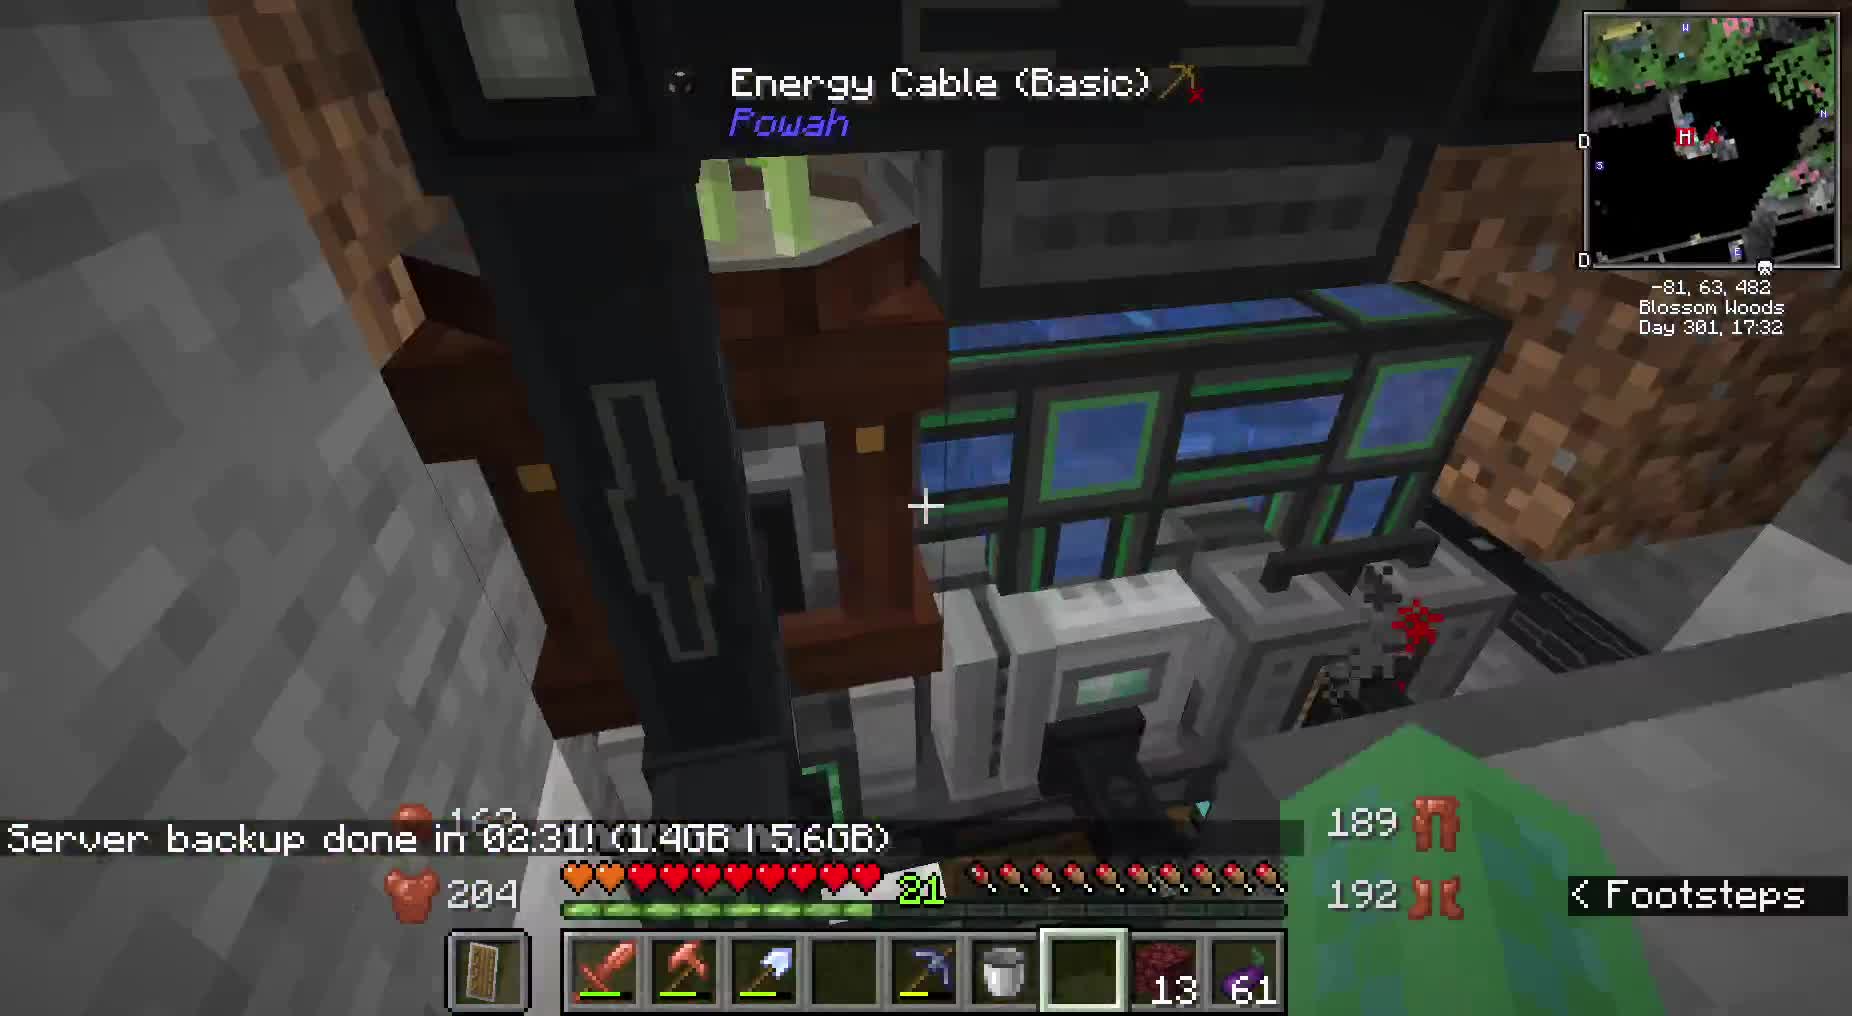 Energy Cable (Basic)
Powah
W
N
H
S
E
D
D
-81, 63, 482
Blossom Woods
Day 301, 17:32
162
Server backup done in 02:31! (1.4GB | 5.6GB)
204
21
189
192
< Footsteps
13
61